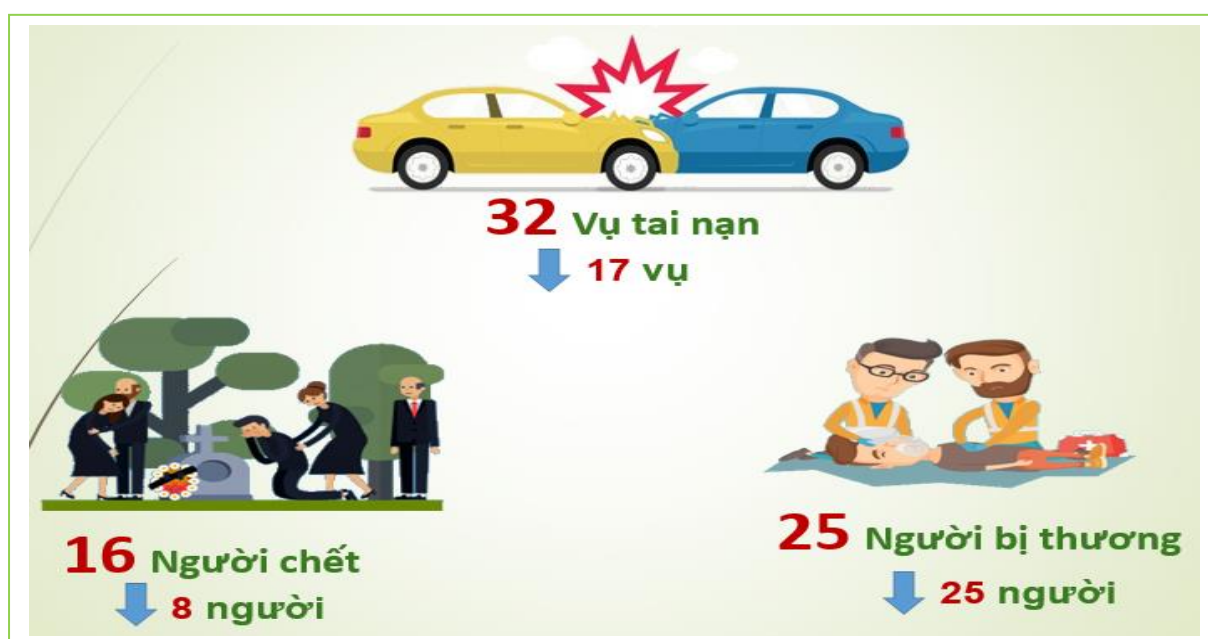 32 Vụ tai nạn
17 vụ
16 Người chết
8 người
25 Người bị thương
25 người